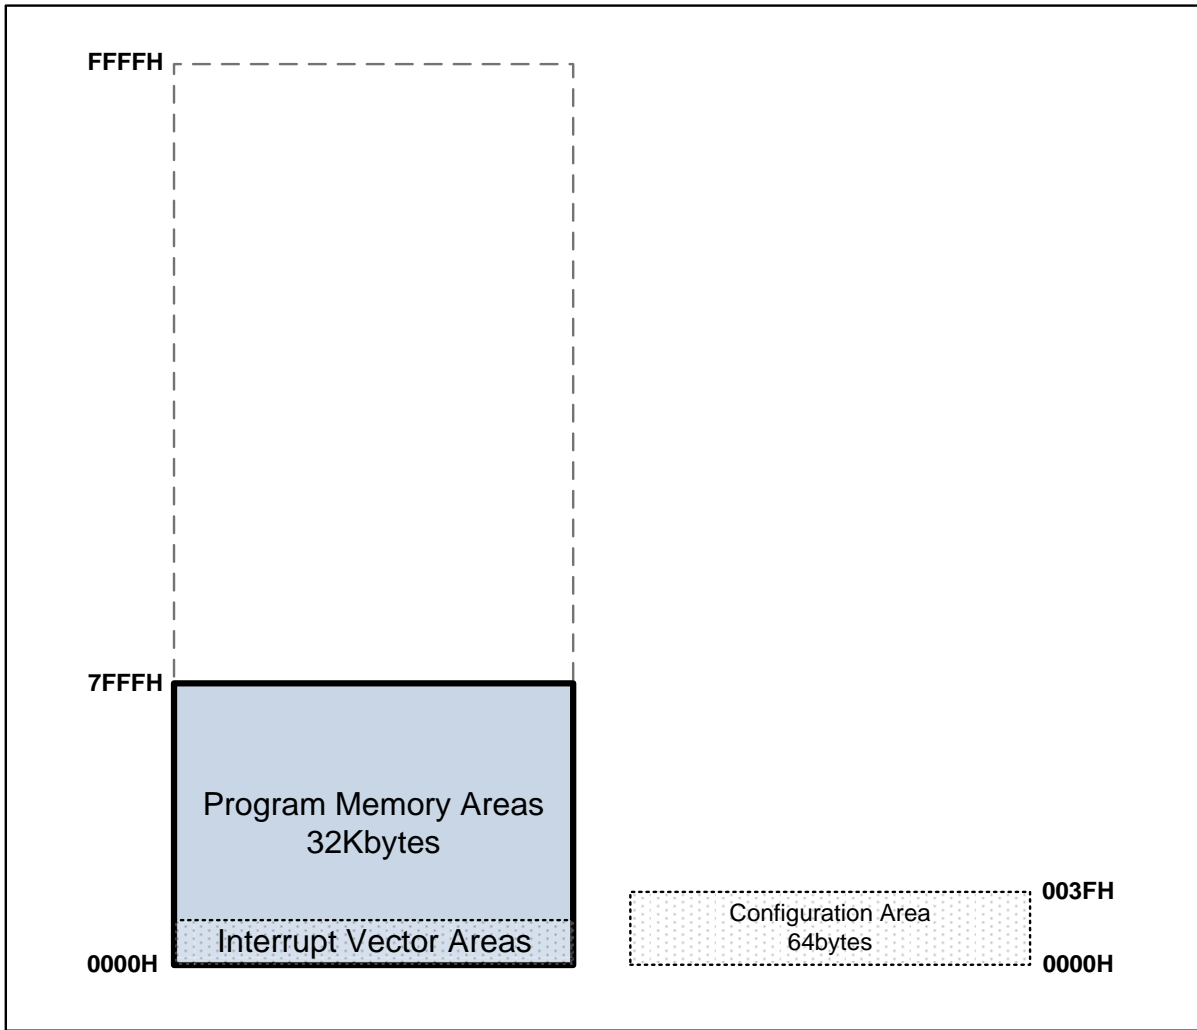 FFFFH
7FFFH
Program Memory Areas
32Kbytes
Interrupt Vector Areas
0000H
003FH
Configuration Area
64bytes
0000H